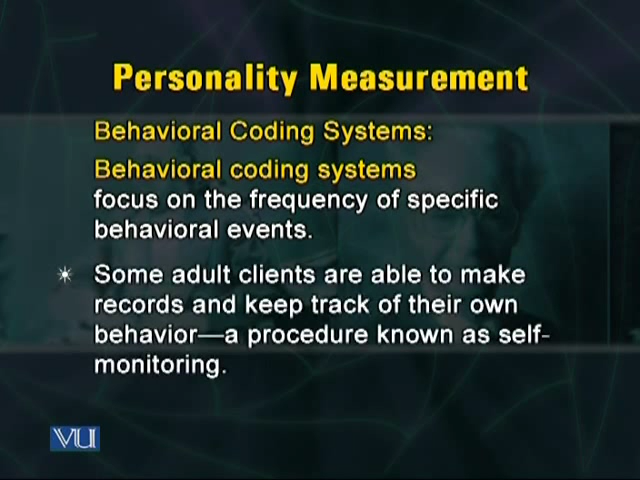 Personality Measurement
Behavioral Coding Systems:
Behavioral coding systems
focus on the frequency of specific
behavioral events.
✴ Some adult clients are able to make
records and keep track of their own
behavior—a procedure known as self-
monitoring.
VU